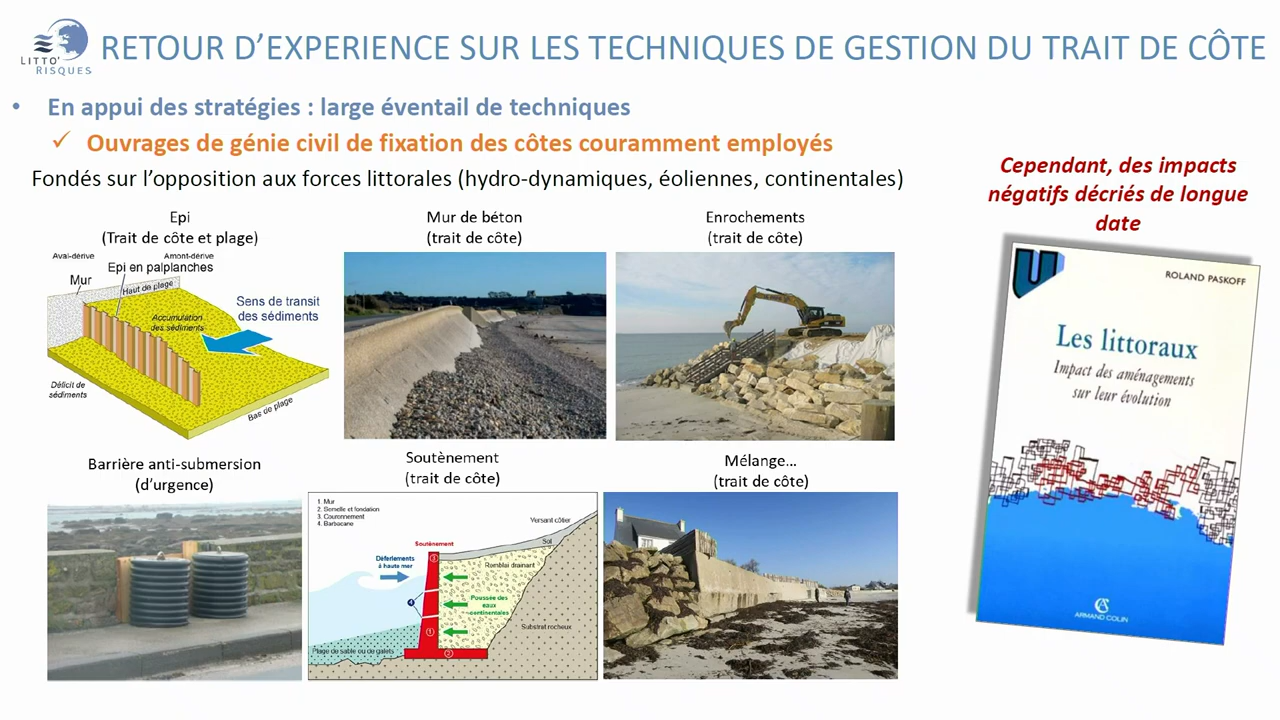 LITTO'
RISQUES
RETOUR D'EXPERIENCE SUR LES TECHNIQUES DE GESTION DU TRAIT DE CÔTE
• En appui des stratégies : large éventail de techniques
✓ Ouvrages de génie civil de fixation des côtes couramment employés
Fondés sur l'opposition aux forces littorales (hydro-dynamiques, éoliennes, continentales)
Cependant, des impacts
négatifs décriés de longue
date
Epi
(Trait de côte et plage)
Aval-dérive
Amont-dérive
Epi en palplanches
Mur
Haut de plage
Accumulation
des sédiments
Sens de transit
des sédiments
Déficit de
sédiments
Bas de plage
Mur de béton
(trait de côte)
Enrochements
(trait de côte)
Barrière anti-submersion
(d'urgence)
Soutènement
(trait de côte)
1. Mur
2. Semelle et fondation
3. Couronnement
4. Barbacane
Versant côtier
Soutènement
Sol
Déferlements
à haute mer
Remblai drainant
3
4
Poussée des
eaux
continentales
1
Substrat rocheux
Plage de sable ou de galets
2
Mélange...
(trait de côte)
U
ROLAND PASKOFF
Les littoraux
Impact des aménagements
sur leur évolution
ARMAND COLIN